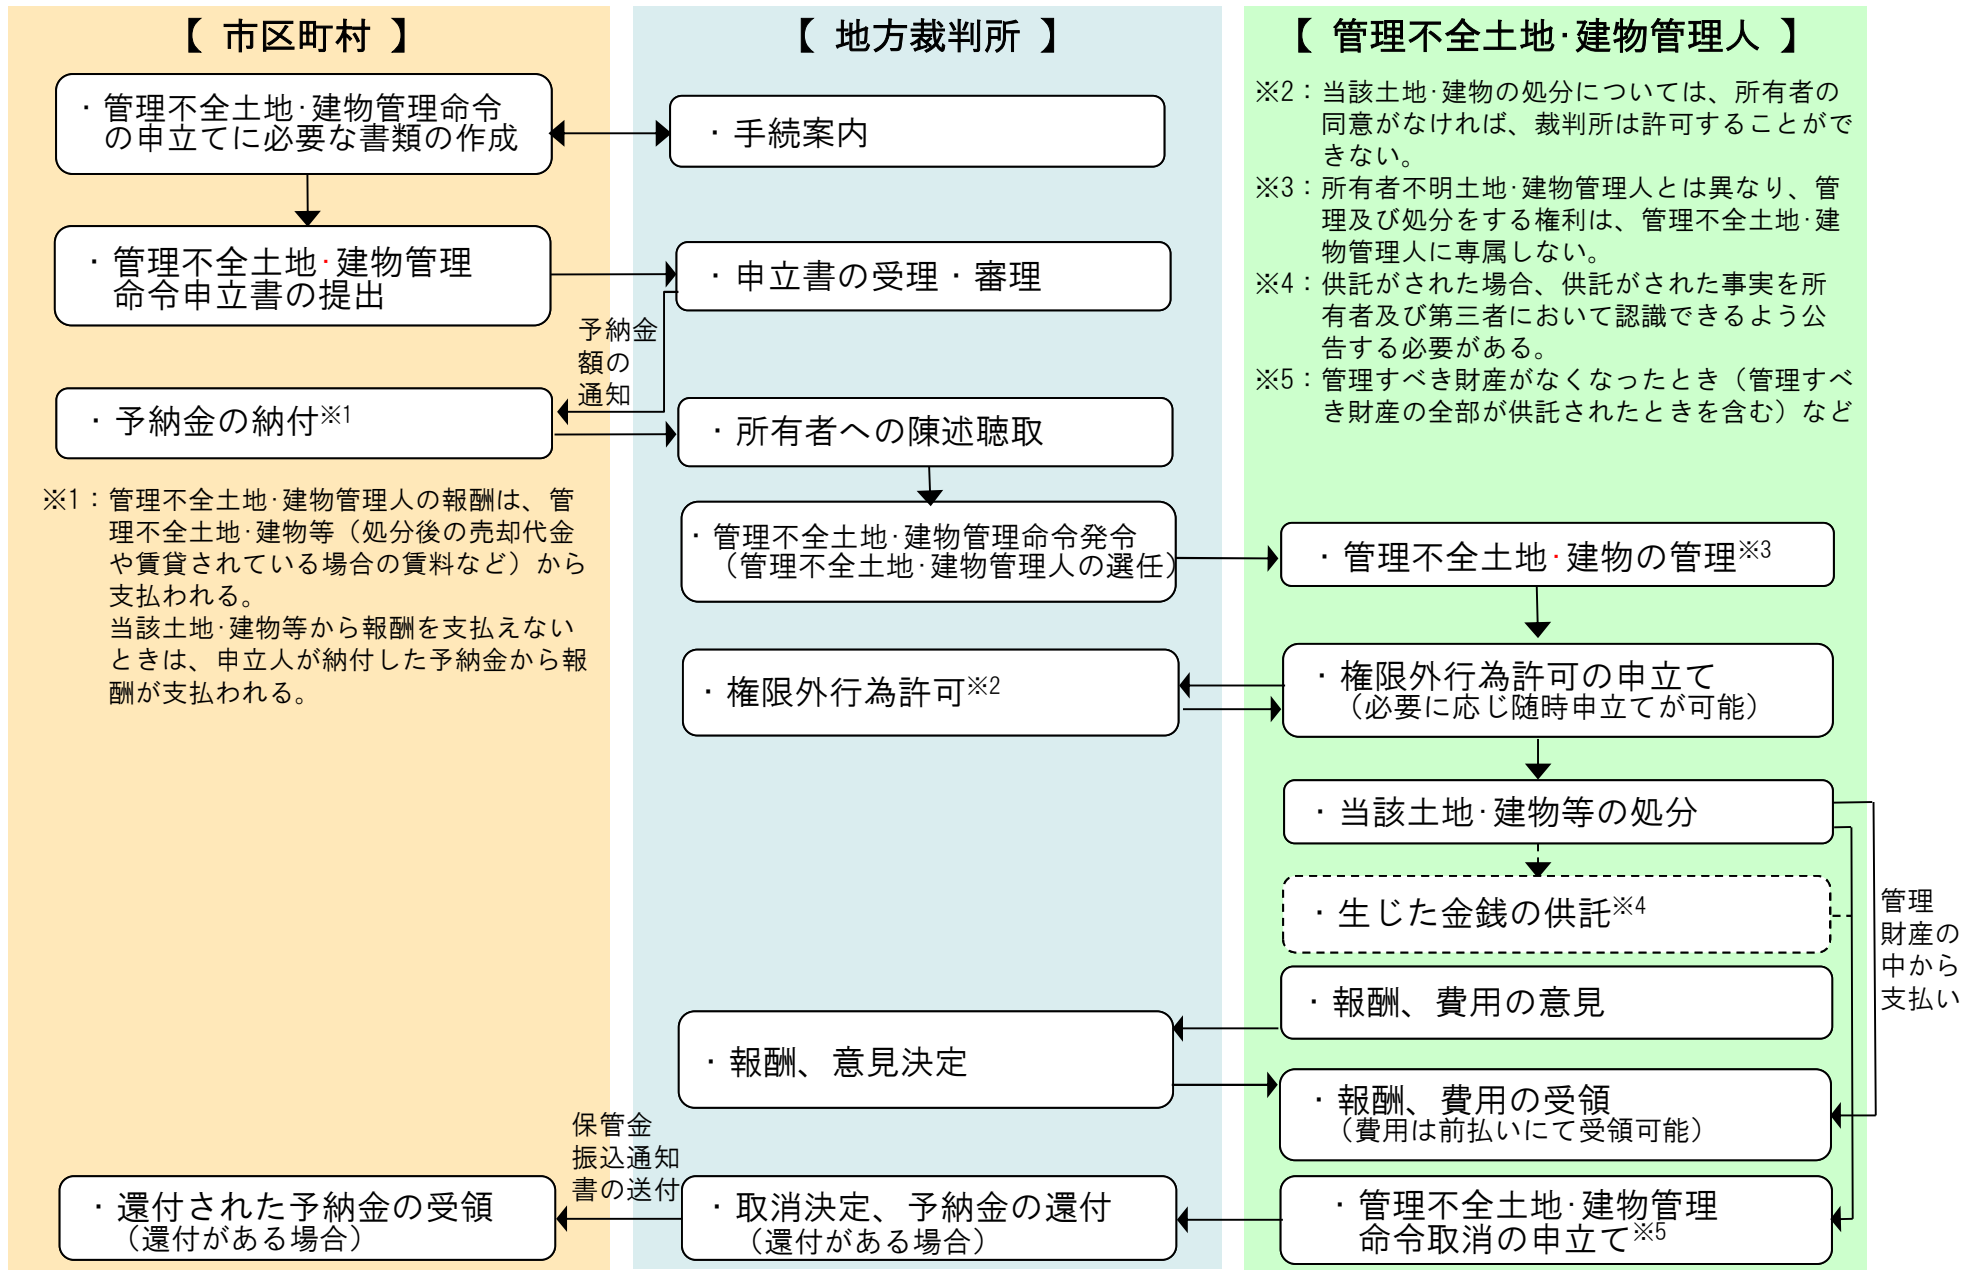 【 市区町村 】
・管理不全土地･建物管理命令
の申立てに必要な書類の作成
・管理不全土地･建物管理
命令申立書の提出
予納金
額の
通知
・予納金の納付※1
※1：管理不全土地･建物管理人の報酬は、管
理不全土地･建物等（処分後の売却代金
や賃貸されている場合の賃料など）から
支払われる。
当該土地･建物等から報酬を支払えない
ときは、申立人が納付した予納金から報
酬が支払われる。
保管金
振込通知
書の送付
・還付された予納金の受領
（還付がある場合）
【 地方裁判所 】
・手続案内
・申立書の受理・審理
・所有者への陳述聴取
・管理不全土地･建物管理命令発令
（管理不全土地･建物管理人の選任）
・権限外行為許可※2
・報酬、意見決定
・取消決定、予納金の還付
（還付がある場合）
【 管理不全土地･建物管理人 】
※2：当該土地･建物の処分については、所有者の
同意がなければ、裁判所は許可することがで
きない。
※3：所有者不明土地･建物管理人とは異なり、管
理及び処分をする権利は、管理不全土地･建
物管理人に専属しない。
※4：供託がされた場合、供託がされた事実を所
有者及び第三者において認識できるよう公
告する必要がある。
※5：管理すべき財産がなくなったとき（管理すべ
き財産の全部が供託されたときを含む）など
・管理不全土地･建物の管理※3
・権限外行為許可の申立て
（必要に応じ随時申立てが可能）
・当該土地･建物等の処分
・生じた金銭の供託※4
・報酬、費用の意見
・報酬、費用の受領
（費用は前払いにて受領可能）
・管理不全土地･建物管理
命令取消の申立て※5
管理
財産の
中から
支払い